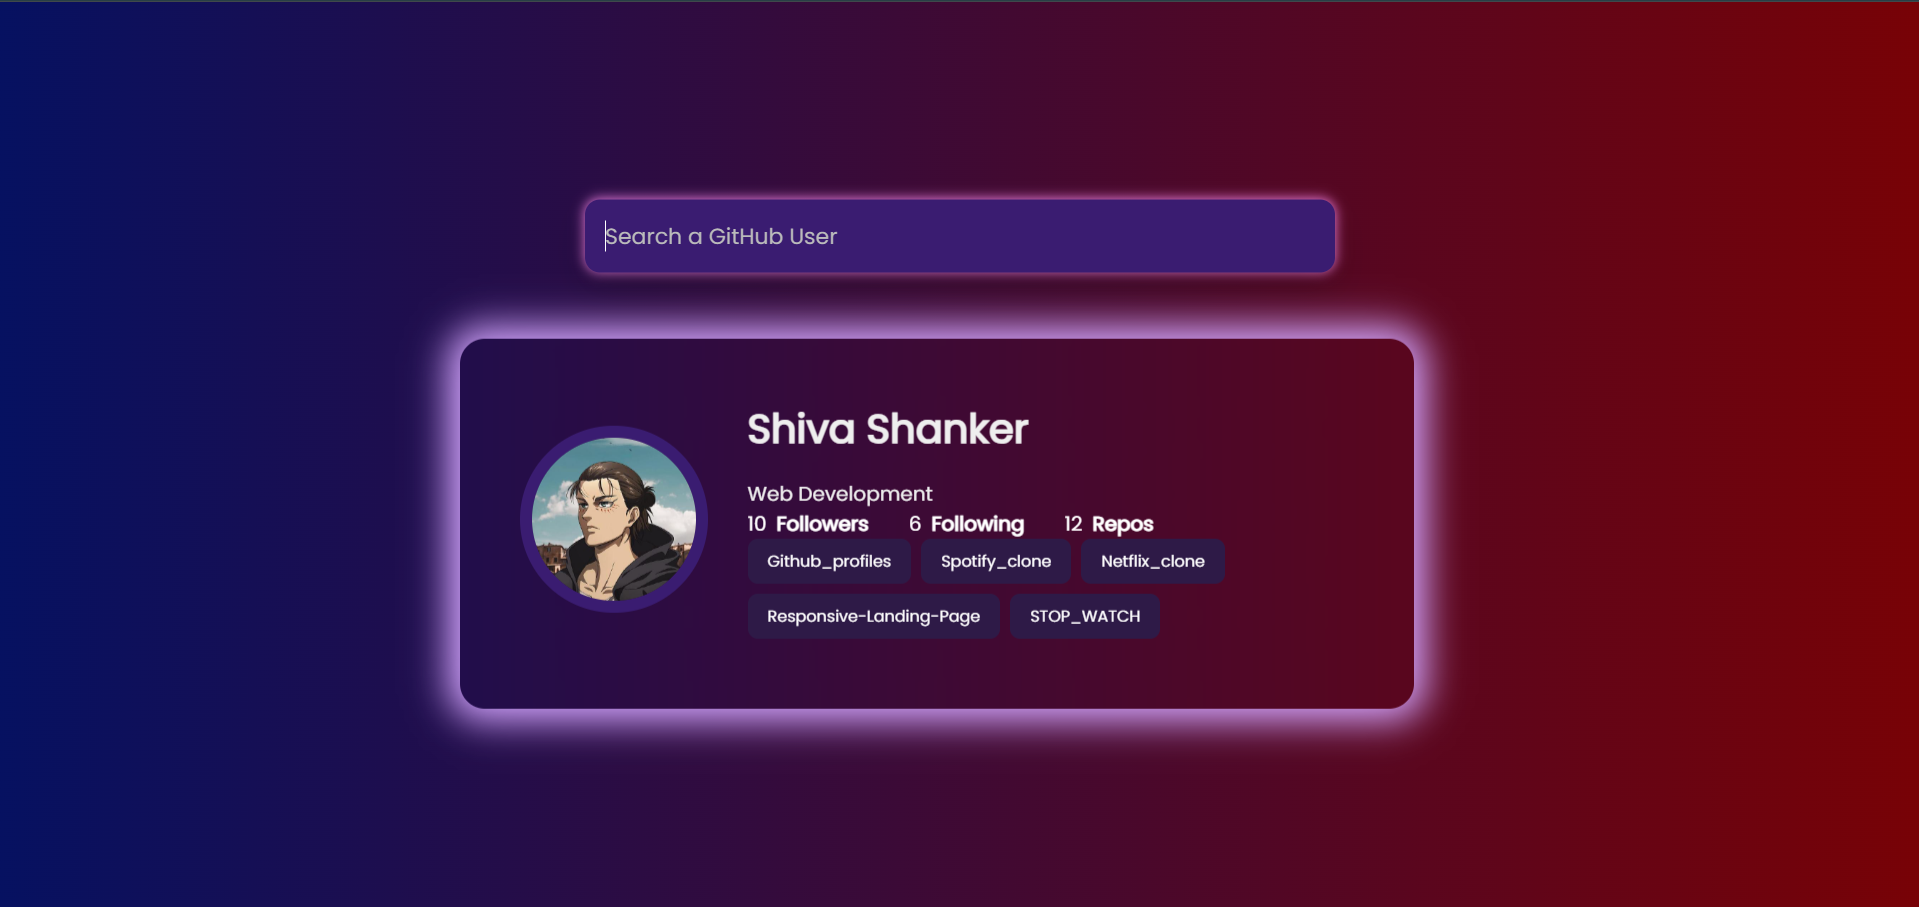 Search a GitHub User
Shiva Shanker
Web Development
10 Followers 6 Following 12 Repos
Github_profiles Spotify_clone Netflix_clone
Responsive-Landing-Page STOP_WATCH